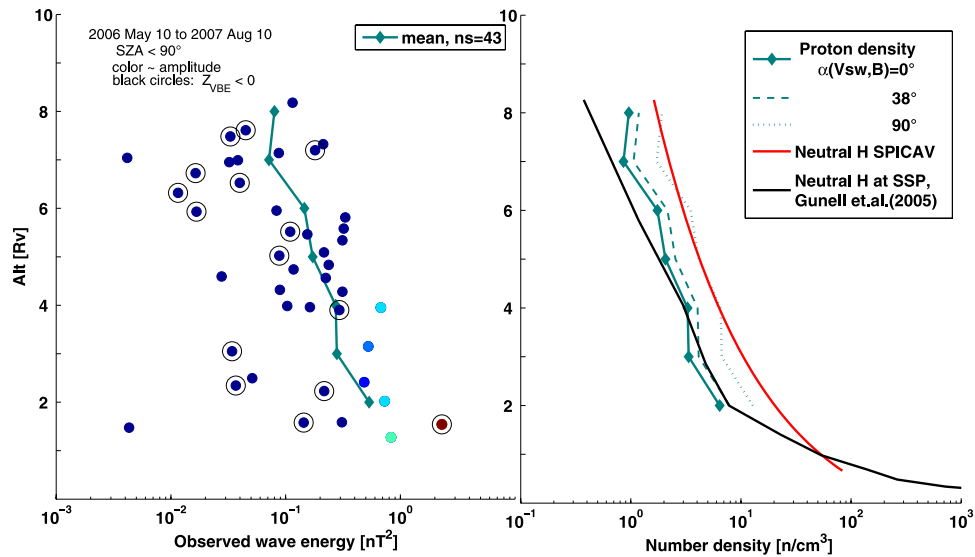 10
8
6
4
2
Alt [Rv]
2006 May 10 to 2007 Aug 10
SZA < 90°
color ~ amplitude
black circles: Z_VBE < 0
mean, ns=43
10^−3
10^−2
10^−1
10^0
Observed wave energy [nT^2]
10
8
6
4
2
Proton density
α(Vsw,B)=0°
38°
90°
Neutral H SPICAV
Neutral H at SSP,
Gunell et.al.(2005)
10^−1
10^0
10^1
10^2
10^3
Number density [n/cm^3]